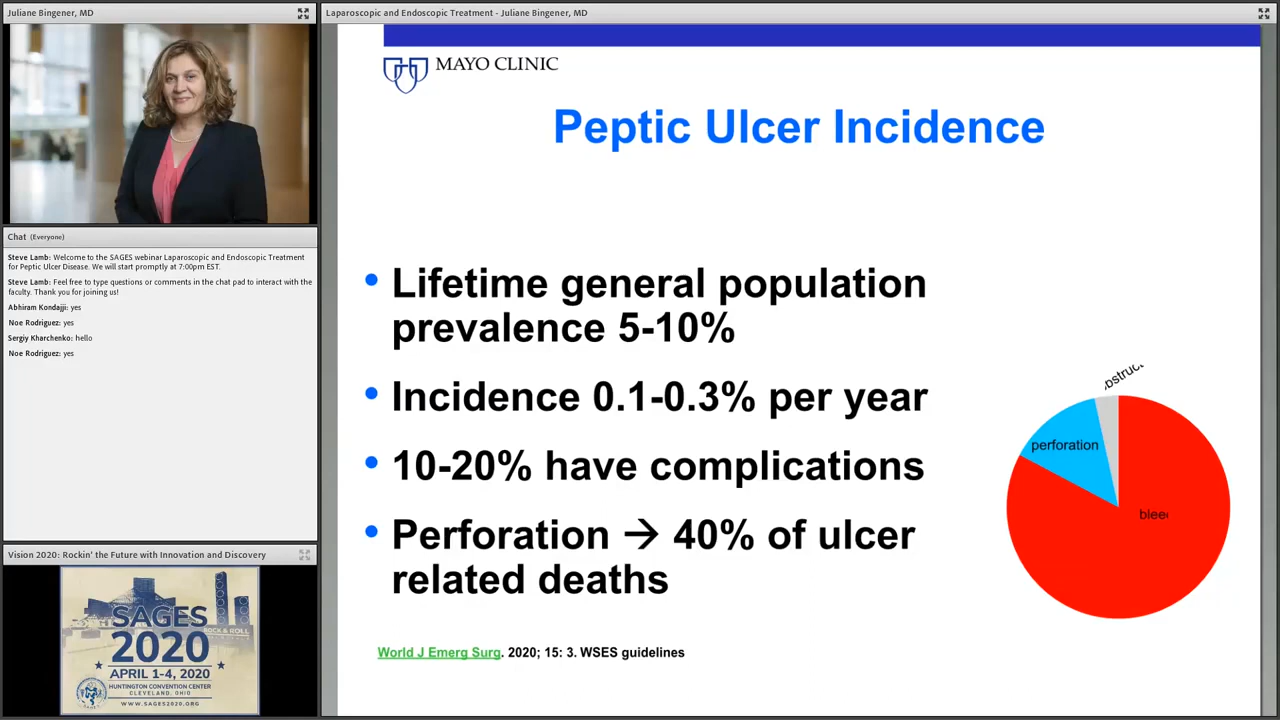 Juliane Bingener, MD
Laparoscopic and Endoscopic Treatment - Juliane Bingener, MD
Chat (Everyone)
Steve Lamb: Welcome to the SAGES webinar Laparoscopic and Endoscopic Treatment
for Peptic Ulcer Disease. We will start promptly at 7:00pm EST.
Steve Lamb: Feel free to type questions or comments in the chat pad to interact with the
faculty. Thank you for joining us!
Abhiram Kondajji: yes
Noe Rodriguez: yes
Sergiy Kharchenko: hello
Noe Rodriguez: yes
Vision 2020: Rockin' the Future with Innovation and Discovery
SAGES
ROCK & ROLL
2020
APRIL 1-4, 2020
HUNTINGTON CONVENTION CENTER
CLEVELAND, OHIO
WWW.SAGES2020.ORG
MAYO CLINIC
Peptic Ulcer Incidence
• Lifetime general population
prevalence 5-10%
• Incidence 0.1-0.3% per year
• 10-20% have complications
• Perforation → 40% of ulcer
related deaths
bstruct
perforation
blee
World J Emerg Surg. 2020; 15: 3. WSES guidelines